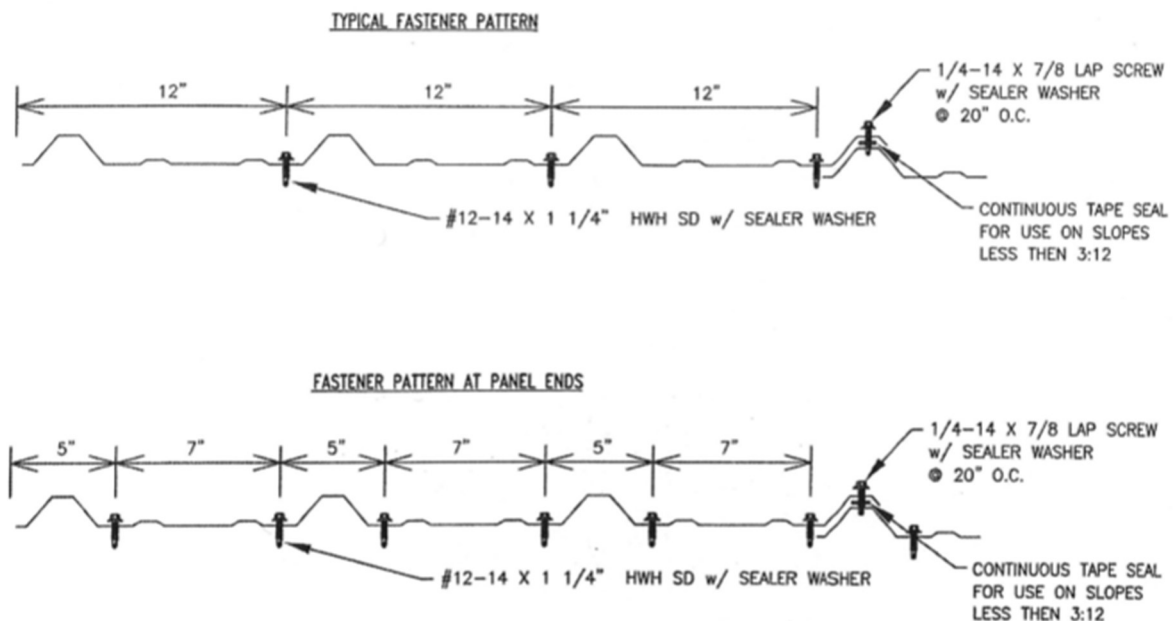 TYPICAL FASTENER PATTERN
12"
12"
12"
1/4-14 X 7/8 LAP SCREW
w/ SEALER WASHER
@ 20" O.C.
#12-14 X 1 1/4" HWH SD w/ SEALER WASHER
CONTINUOUS TAPE SEAL
FOR USE ON SLOPES
LESS THEN 3:12
FASTENER PATTERN AT PANEL ENDS
5"
7"
5"
7"
5"
7"
1/4-14 X 7/8 LAP SCREW
w/ SEALER WASHER
@ 20" O.C.
#12-14 X 1 1/4" HWH SD w/ SEALER WASHER
CONTINUOUS TAPE SEAL
FOR USE ON SLOPES
LESS THEN 3:12